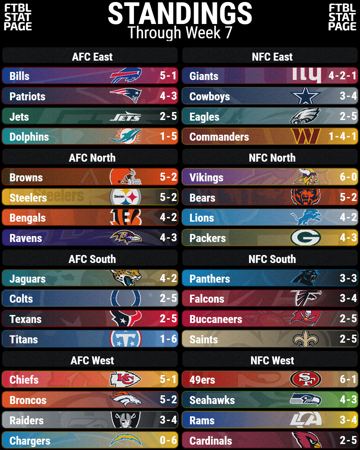 FTBL
STAT
PAGE
STANDINGS
Through Week 7
FTBL
STAT
PAGE
AFC East
Bills 5-1
Patriots 4-3
Jets JETS 2-5
Dolphins 1-5
NFC East
Giants ny 4-2-1
Cowboys 3-4
Eagles 2-5
Commanders 1-4-1
AFC North
Browns 5-2
Steelers Steelers 5-2
Bengals 4-2
Ravens 4-3
NFC North
Vikings 6-0
Bears 5-2
Lions 4-2
Packers G 4-3
AFC South
Jaguars 4-2
Colts 2-5
Texans 2-5
Titans T 1-6
NFC South
Panthers 3-3
Falcons 3-4
Buccaneers 2-5
Saints 2-5
AFC West
Chiefs KC 5-1
Broncos 5-2
Raiders 3-4
Chargers 0-6
NFC West
49ers SF 6-1
Seahawks 4-3
Rams LA 3-4
Cardinals 2-5